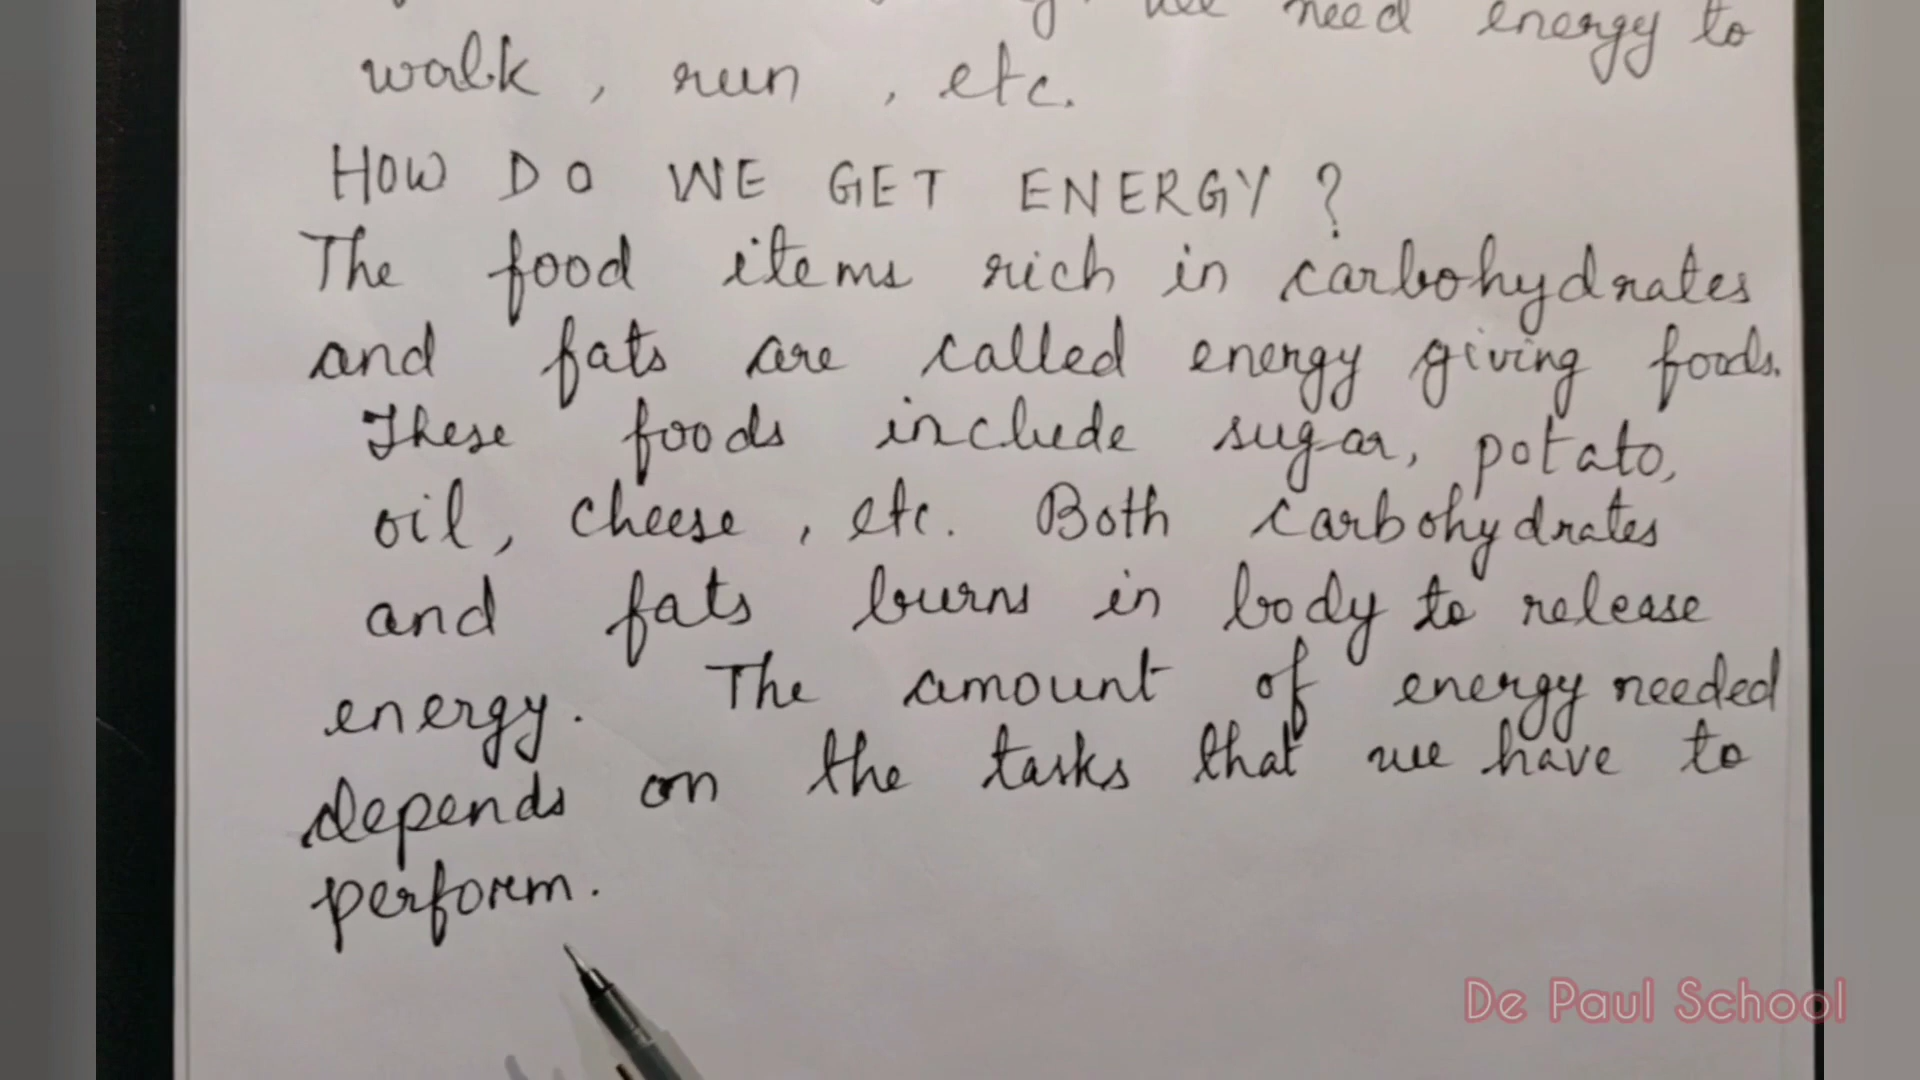 we need energy to
walk, run, etc.
HOW DO WE GET ENERGY?
The food items rich in carbohydrates
and fats are called energy giving foods.
These foods include sugar, potato,
oil, cheese, etc. Both carbohydrates
and fats burns in body to release
energy. The amount of energy needed
depends on the tasks that we have to
perform.
De Paul School